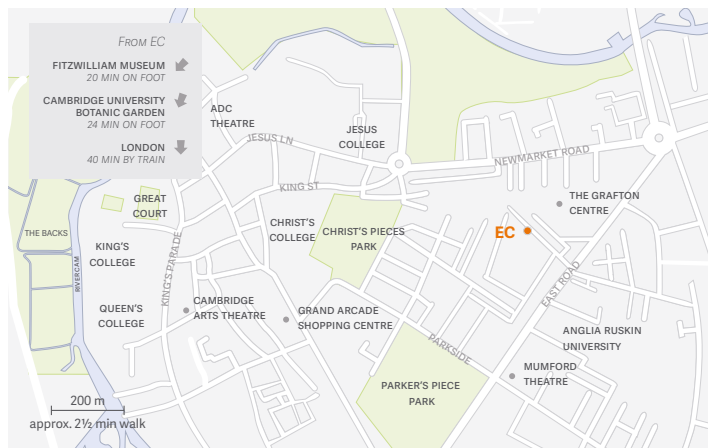 FROM EC
FITZWILLIAM MUSEUM
20 MIN ON FOOT
CAMBRIDGE UNIVERSITY
BOTANIC GARDEN
24 MIN ON FOOT
LONDON
40 MIN BY TRAIN
ADC
THEATRE
JESUS LN
JESUS
COLLEGE
NEWMARKET ROAD
KING ST
GREAT
COURT
THE GRAFTON
CENTRE
THE BACKS
KING'S
COLLEGE
KING'S PARADE
CHRIST'S
COLLEGE
CHRIST'S PIECES
PARK
EC
RIVERCAM
EAST ROAD
QUEEN'S
COLLEGE
CAMBRIDGE
ARTS THEATRE
GRAND ARCADE
SHOPPING CENTRE
PARKSIDE
ANGLIA RUSKIN
UNIVERSITY
MUMFORD
THEATRE
PARKER'S PIECE
PARK
200 m
approx. 2½ min walk